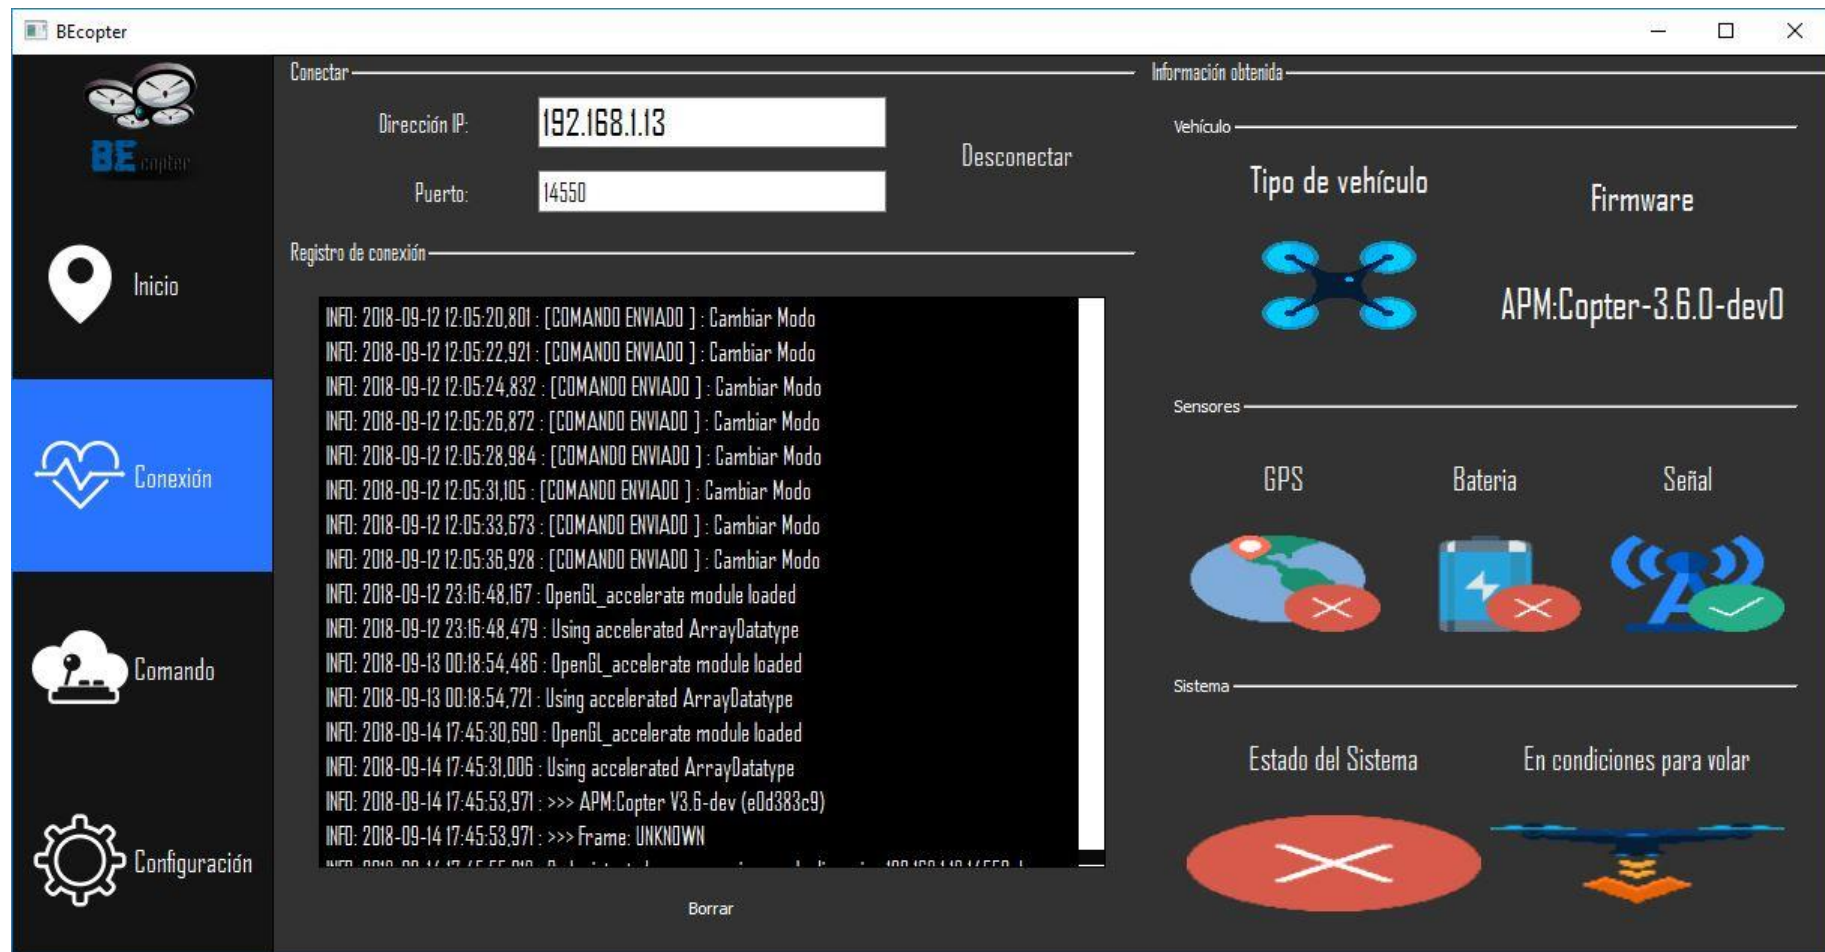 BEcopter
BE copter
Inicio
Conexión
Comando
Configuración
Conectar
Dirección IP:
192.168.1.13
Puerto:
14550
Desconectar
Registro de conexión
INFO: 2018-09-12 12:05:20,801 : [COMANDO ENVIADO ] : Cambiar Modo
INFO: 2018-09-12 12:05:22,921 : [COMANDO ENVIADO ] : Cambiar Modo
INFO: 2018-09-12 12:05:24,832 : [COMANDO ENVIADO ] : Cambiar Modo
INFO: 2018-09-12 12:05:26,872 : [COMANDO ENVIADO ] : Cambiar Modo
INFO: 2018-09-12 12:05:28,984 : [COMANDO ENVIADO ] : Cambiar Modo
INFO: 2018-09-12 12:05:31,105 : [COMANDO ENVIADO ] : Cambiar Modo
INFO: 2018-09-12 12:05:33,673 : [COMANDO ENVIADO ] : Cambiar Modo
INFO: 2018-09-12 12:05:36,928 : [COMANDO ENVIADO ] : Cambiar Modo
INFO: 2018-09-12 23:16:48,167 : OpenGL_accelerate module loaded
INFO: 2018-09-12 23:16:48,479 : Using accelerated ArrayDatatype
INFO: 2018-09-13 00:18:54,486 : OpenGL_accelerate module loaded
INFO: 2018-09-13 00:18:54,721 : Using accelerated ArrayDatatype
INFO: 2018-09-14 17:45:30,690 : OpenGL_accelerate module loaded
INFO: 2018-09-14 17:45:31,006 : Using accelerated ArrayDatatype
INFO: 2018-09-14 17:45:53,971 : >>> APM:Copter V3.6-dev (e0d383c9)
INFO: 2018-09-14 17:45:53,971 : >>> Frame: UNKNOWN
Borrar
Información obtenida
Vehículo
Tipo de vehículo
Firmware
APM:Copter-3.6.0-dev0
Sensores
GPS
Bateria
Señal
Sistema
Estado del Sistema
En condiciones para volar